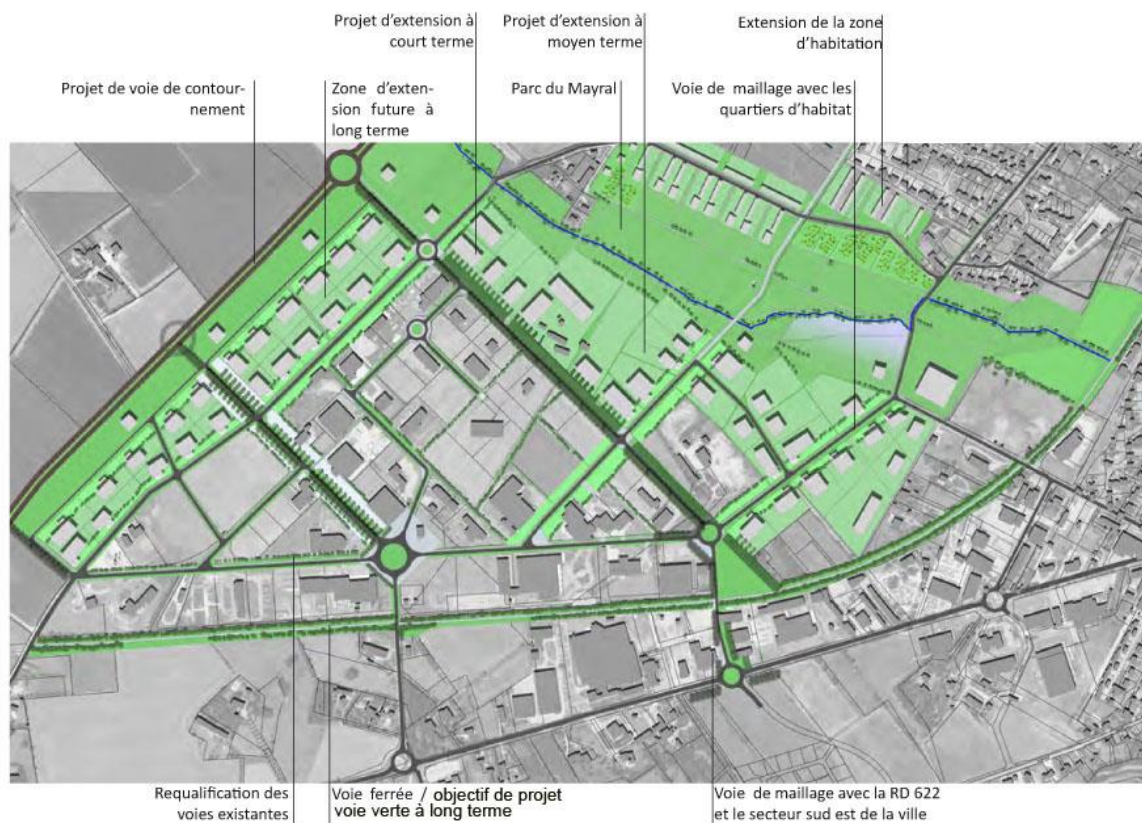 Projet d'extension à
court terme
Projet d'extension à
moyen terme
Extension de la zone
d'habitation
Projet de voie de contour-
nement
Zone d'exten-
sion future à
long terme
Parc du Mayral
Voie de maillage avec les
quartiers d'habitat
Requalification des
voies existantes
Voie ferrée / objectif de projet
voie verte à long terme
Voie de maillage avec la RD 622
et le secteur sud est de la ville